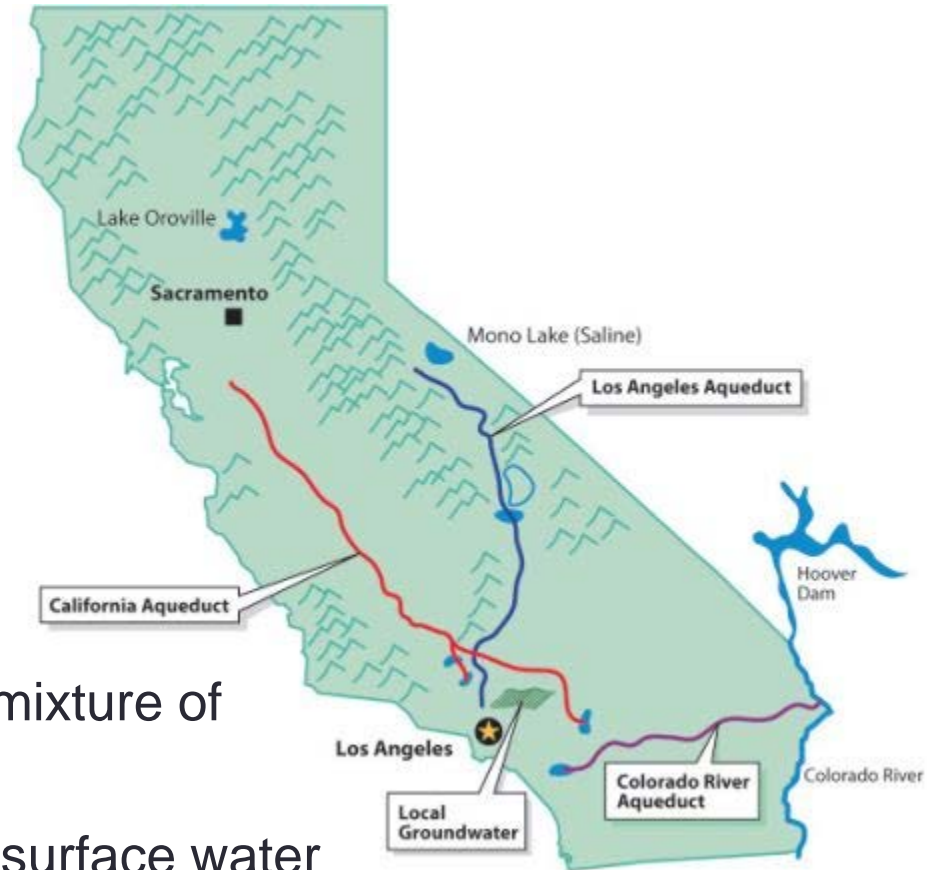 Lake Oroville
Sacramento
Mono Lake (Saline)
Los Angeles Aqueduct
Hoover
Dam
California Aqueduct
mixture of
Los Angeles
Colorado River
Aqueduct
Colorado River
Local
Groundwater
surface water